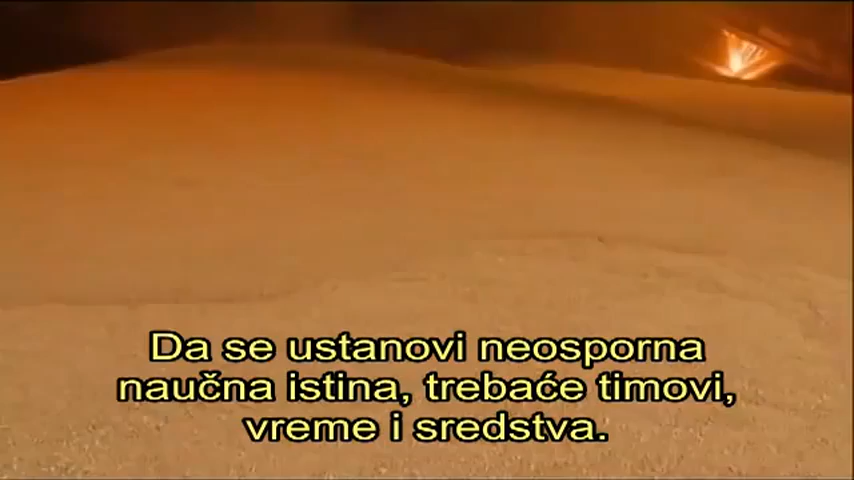 Da se ustanovi neosporna
naučna istina, trebaće timovi,
vreme i sredstva.